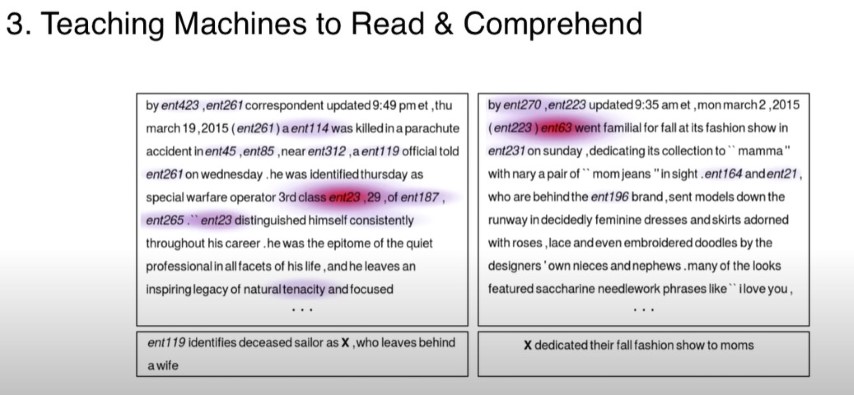 3. Teaching Machines to Read & Comprehend
by ent423 ,ent261 correspondent updated 9:49 pm et ,thu
march 19 ,2015 ( ent261 ) a ent114 was killed in a parachute
accident in ent45 ,ent85 ,near ent312 ,a ent119 official told
ent261 on wednesday .he was identified thursday as
special warfare operator 3rd class ent23 ,29 ,of ent187 ,
ent265 .`` ent23 distinguished himself consistently
throughout his career .he was the epitome of the quiet
professional in all facets of his life ,and he leaves an
inspiring legacy of natural tenacity and focused
. . .
ent119 identifies deceased sailor as X ,who leaves behind
a wife
by ent270 ,ent223 updated 9:35 am et ,mon march 2 ,2015
( ent223 ) ent63 went familial for fall at its fashion show in
ent231 on sunday ,dedicating its collection to `` mamma ''
with nary a pair of `` mom jeans '' in sight .ent164 and ent21 ,
who are behind the ent196 brand ,sent models down the
runway in decidedly feminine dresses and skirts adorned
with roses ,lace and even embroidered doodles by the
designers ' own nieces and nephews .many of the looks
featured saccharine needlework phrases like `` i love you ,
. . .
X dedicated their fall fashion show to moms